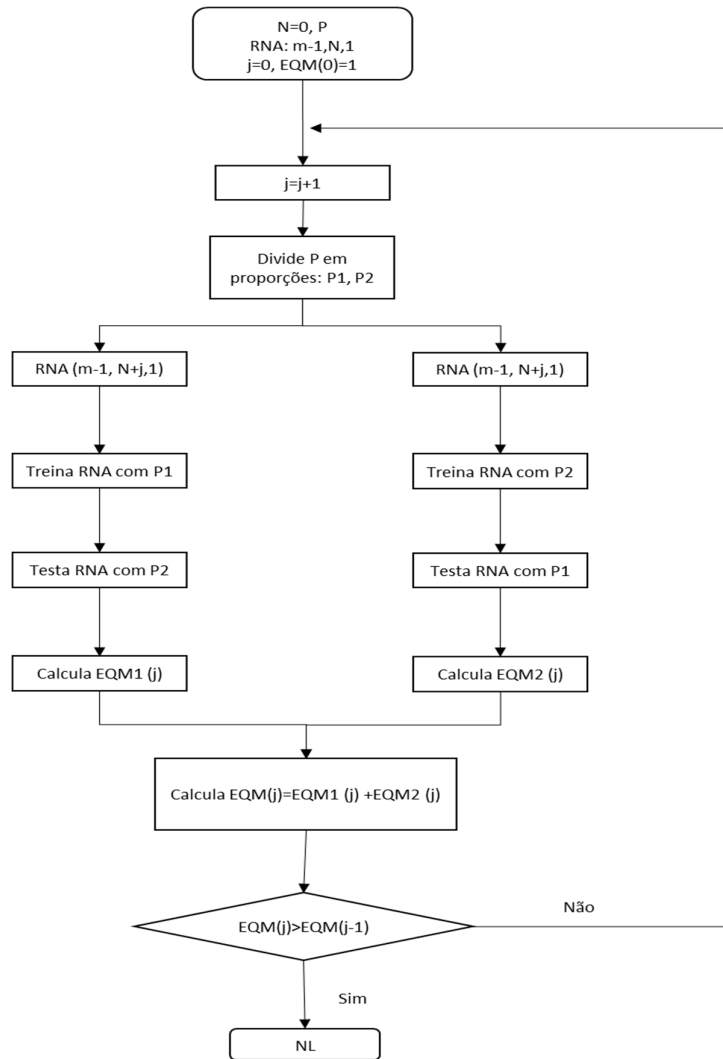 N=0, P
RNA: m-1,N,1
j=0, EQM(0)=1
j=j+1
Divide P em
proporções: P1, P2
RNA (m-1, N+j,1)
RNA (m-1, N+j,1)
Treina RNA com P1
Treina RNA com P2
Testa RNA com P2
Testa RNA com P1
Calcula EQM1 (j)
Calcula EQM2 (j)
Calcula EQM(j)=EQM1 (j) +EQM2 (j)
EQM(j)>EQM(j-1)
Não
Sim
NL